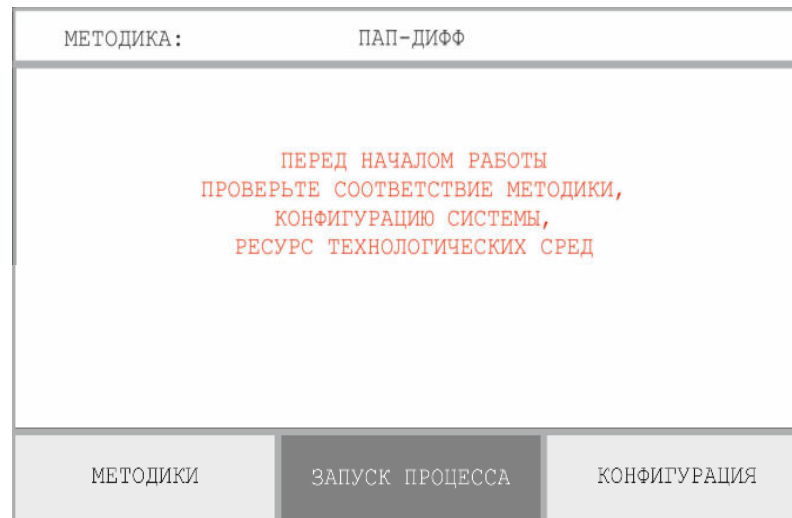 МЕТОДИКА: ПАП-ДИФФ
ПЕРЕД НАЧАЛОМ РАБОТЫ
ПРОВЕРЬТЕ СООТВЕТСТВИЕ МЕТОДИКИ,
КОНФИГУРАЦИЮ СИСТЕМЫ,
РЕСУРС ТЕХНОЛОГИЧЕСКИХ СРЕД
МЕТОДИКИ ЗАПУСК ПРОЦЕССА КОНФИГУРАЦИЯ